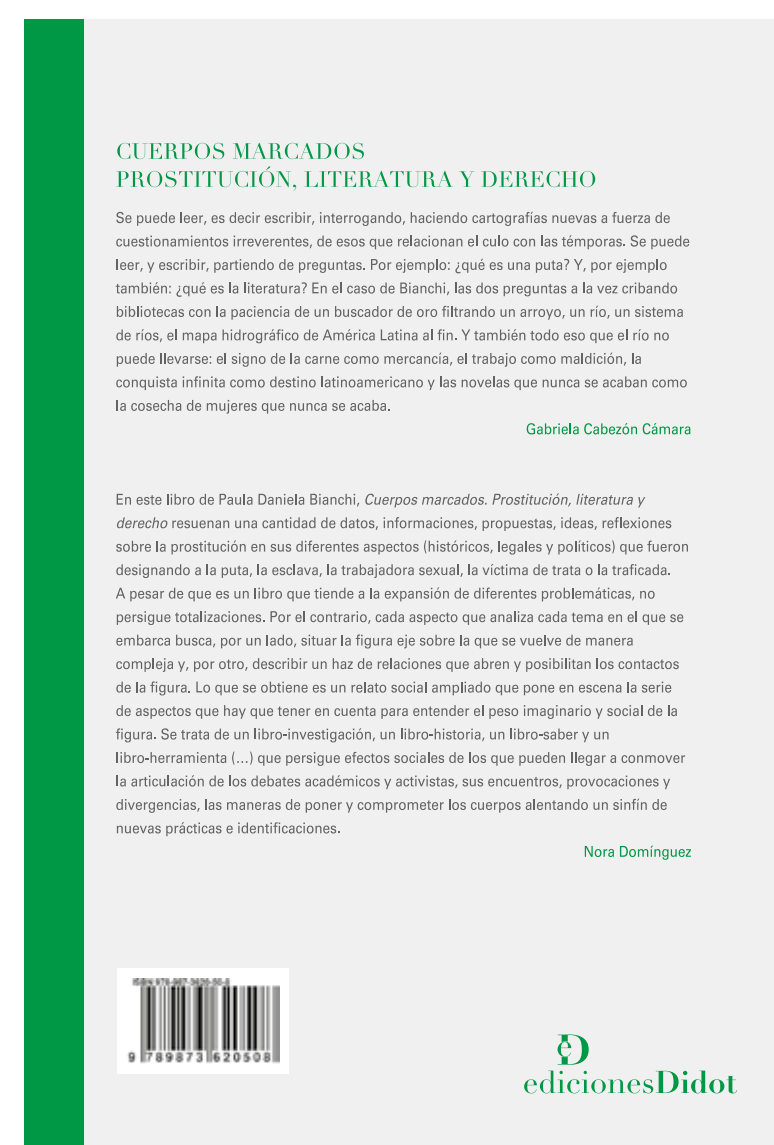 CUERPOS MARCADOS
PROSTITUCIÓN, LITERATURA Y DERECHO
Se puede leer, es decir escribir, interrogando, haciendo cartografías nuevas a fuerza de
cuestionamientos irreverentes, de esos que relacionan el culo con las témporas. Se puede
leer, y escribir, partiendo de preguntas. Por ejemplo: ¿qué es una puta? Y, por ejemplo
también: ¿qué es la literatura? En el caso de Bianchi, las dos preguntas a la vez cribando
bibliotecas con la paciencia de un buscador de oro filtrando un arroyo, un río, un sistema
de ríos, el mapa hidrográfico de América Latina al fin. Y también todo eso que el río no
puede llevarse: el signo de la carne como mercancía, el trabajo como maldición, la
conquista infinita como destino latinoamericano y las novelas que nunca se acaban como
la cosecha de mujeres que nunca se acaba.
Gabriela Cabezón Cámara
En este libro de Paula Daniela Bianchi, Cuerpos marcados. Prostitución, literatura y
derecho resuenan una cantidad de datos, informaciones, propuestas, ideas, reflexiones
sobre la prostitución en sus diferentes aspectos (históricos, legales y políticos) que fueron
designando a la puta, la esclava, la trabajadora sexual, la víctima de trata o la traficada.
A pesar de que es un libro que tiende a la expansión de diferentes problemáticas, no
persigue totalizaciones. Por el contrario, cada aspecto que analiza cada tema en el que se
embarca busca, por un lado, situar la figura eje sobre la que se vuelve de manera
compleja y, por otro, describir un haz de relaciones que abren y posibilitan los contactos
de la figura. Lo que se obtiene es un relato social ampliado que pone en escena la serie
de aspectos que hay que tener en cuenta para entender el peso imaginario y social de la
figura. Se trata de un libro-investigación, un libro-historia, un libro-saber y un
libro-herramienta (...) que persigue efectos sociales de los que pueden llegar a conmover
la articulación de los debates académicos y activistas, sus encuentros, provocaciones y
divergencias, las maneras de poner y comprometer los cuerpos alentando un sinfín de
nuevas prácticas e identificaciones.
Nora Domínguez
ISBN 978-987-3620-50-8
9 789873 620508
eD
edicionesDidot